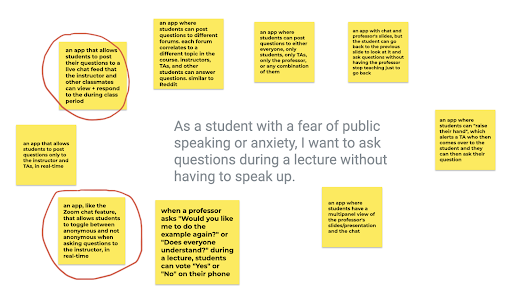 an app that allows
students to post
their questions to a
live chat feed that
the instructor and
other classmates
can view + respond
to the during class
period
an app where
students can post
questions to different
forums. each forum
correlates to a
different topic in the
course. instructors,
TAs, and other
students can answer
questions. similar to
Reddit
an app where
students can post
questions to either
everyone, only
students, only TAs,
only the professor,
or any combination
of them
an app with chat and
professor's slides, but
the student can go
back to the previous
slide to look at it and
ask questions without
having the professor
stop teaching just to
go back
an app that allows
students to post
questions only to
the instructor and
TAs, in real-time
As a student with a fear of public
speaking or anxiety, I want to ask
questions during a lecture without
having to speak up.
an app where
students can "raise
their hand", which
alerts a TA who then
comes over to the
student and they
can then ask their
question
an app, like the
Zoom chat feature,
that allows students
to toggle between
anonymous and not
anonymous when
asking questions to
the instructor, in
real-time
when a professor
asks "Would you like
me to do the
example again?" or
"Does everyone
understand?" during
a lecture, students
can vote "Yes" or
"No" on their phone
an app where
students have a
multipanel view of
the professor's
slides/presentation
and the chat